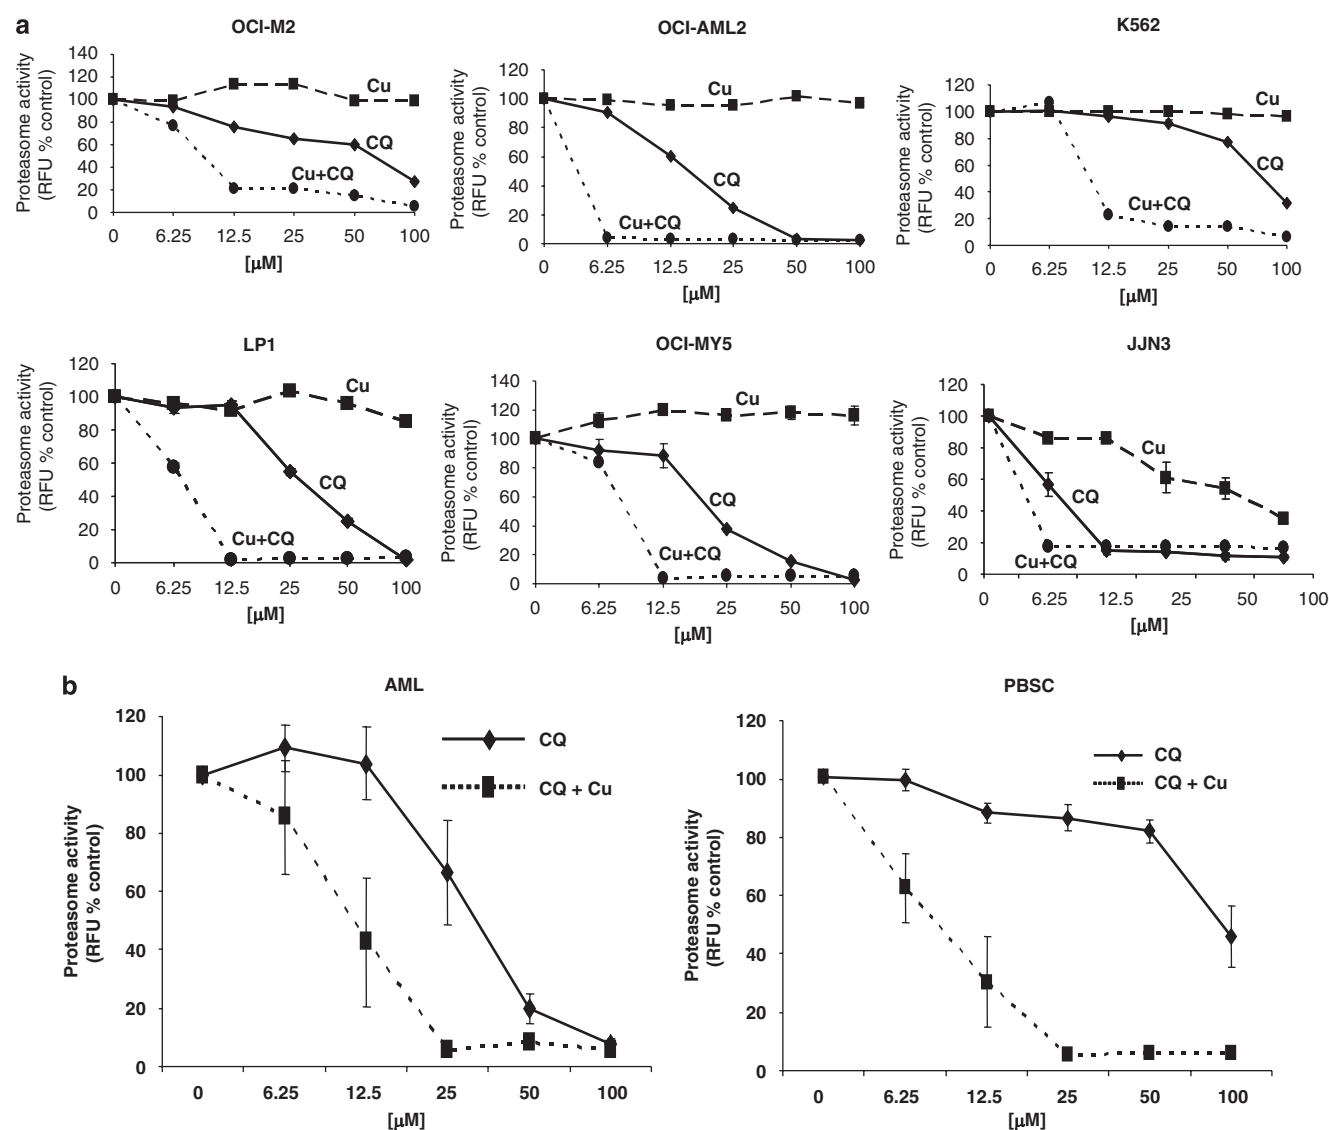 a
OCI-M2
Proteasome activity
(RFU % control)
140
120
100
80
60
40
20
0
Cu
CQ
Cu+CQ
0 6.25 12.5 25 50 100
[µM]
OCI-AML2
Proteasome activity
(RFU % control)
120
100
80
60
40
20
0
Cu
CQ
Cu+CQ
0 6.25 12.5 25 50 100
[µM]
K562
Proteasome activity
(RFU % control)
120
100
80
60
40
20
0
Cu
CQ
Cu+CQ
0 6.25 12.5 25 50 100
[µM]
LP1
Proteasome activity
(RFU % control)
120
100
80
60
40
20
0
Cu
CQ
Cu+CQ
0 6.25 12.5 25 50 100
[µM]
OCI-MY5
Proteasome activity
(RFU % control)
140
120
100
80
60
40
20
0
Cu
CQ
Cu+CQ
0 6.25 12.5 25 50 100
[µM]
JJN3
Proteasome activity
(RFU % control)
120
100
80
60
40
20
0
Cu
CQ
Cu+CQ
0 6.25 12.5 25 50 100
[µM]
b
AML
Proteasome activity
(RFU % control)
120
100
80
60
40
20
0
CQ
CQ + Cu
0 6.25 12.5 25 50 100
[µM]
PBSC
Proteasome activity
(RFU % control)
120
100
80
60
40
20
0
CQ
CQ + Cu
0 6.25 12.5 25 50 100
[µM]